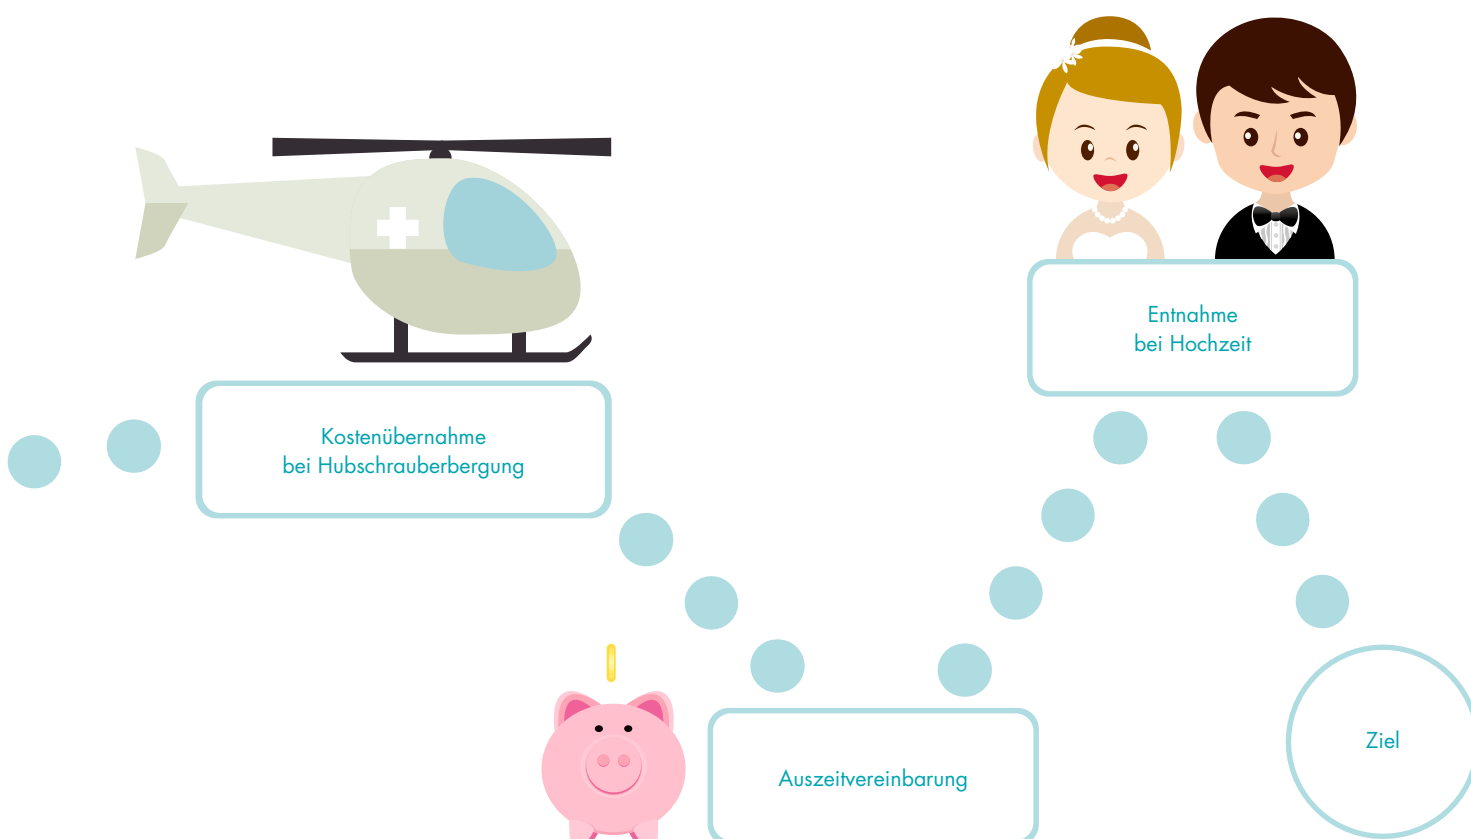 Kostenübernahme
bei Hubschrauberbergung
Auszeitvereinbarung
Entnahme
bei Hochzeit
Ziel